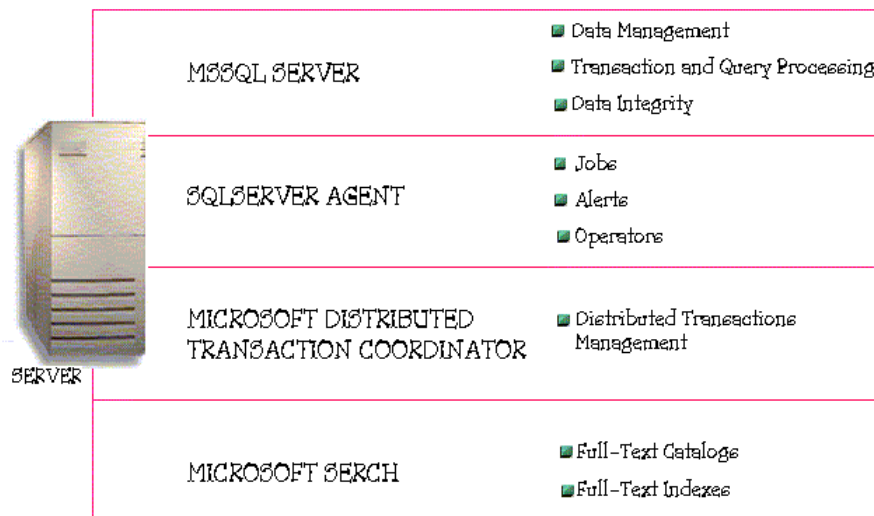 MSSQL SERVER
Data Management
Transaction and Query Processing
Data Integrity
SQLSERVER AGENT
Jobs
Alerts
Operators
MICROSOFT DISTRIBUTED
TRANSACTION COORDINATOR
Distributed Transactions
Management
SERVER
MICROSOFT SERCH
Full-Text Catalogs
Full-Text Indexes